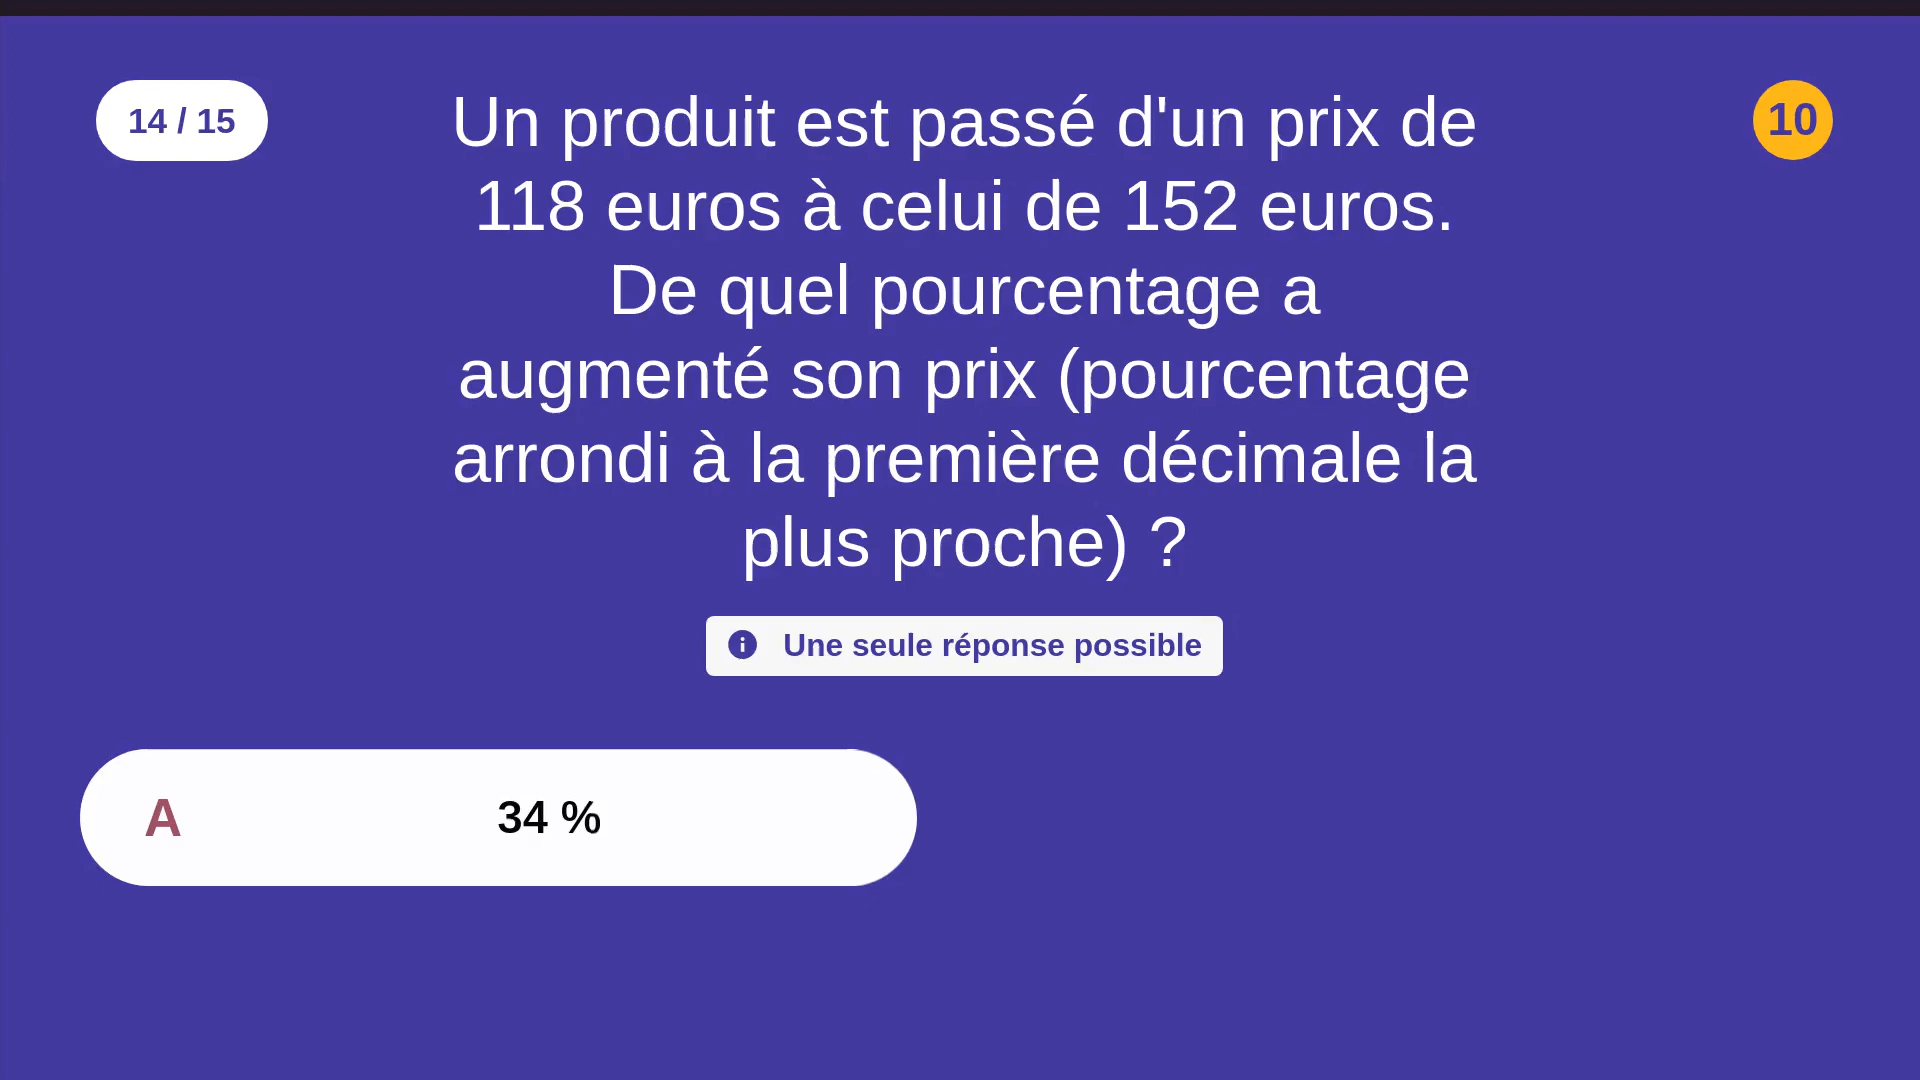 14 / 15
Un produit est passé d'un prix de
118 euros à celui de 152 euros.
De quel pourcentage a
augmenté son prix (pourcentage
arrondi à la première décimale la
plus proche) ?
10
Une seule réponse possible
A 34 %